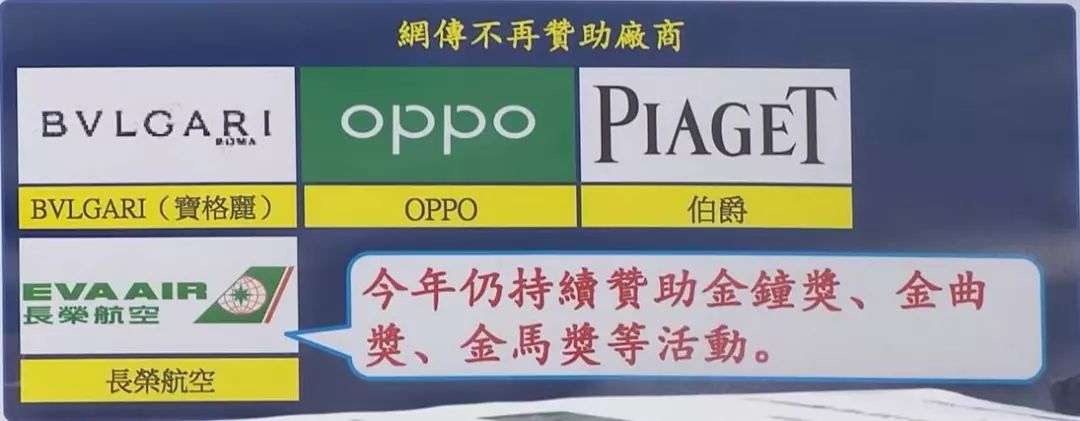 網傳不再贊助廠商
BVLGARI
ROMA
oppo
PIAGET
BVLGARI（寶格麗）
OPPO
伯爵
EVA AIR
長榮航空
長榮航空
今年仍持續贊助金鐘獎、金曲
獎、金馬獎等活動。